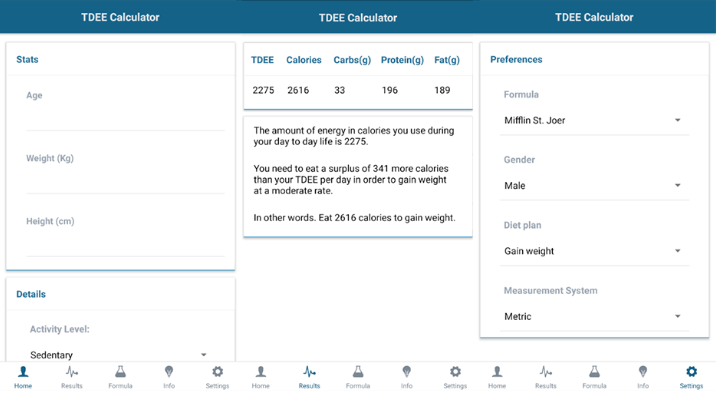 TDEE Calculator
Stats
Age
Weight (Kg)
Height (cm)
Details
Activity Level:
Sedentary
Home Results Formula Info Settings
TDEE Calculator
TDEE Calories Carbs(g) Protein(g) Fat(g)
2275 2616 33 196 189
The amount of energy in calories you use during
your day to day life is 2275.
You need to eat a surplus of 341 more calories
than your TDEE per day in order to gain weight
at a moderate rate.
In other words. Eat 2616 calories to gain weight.
Home Results Formula Info Settings
TDEE Calculator
Preferences
Formula
Mifflin St. Joer
Gender
Male
Diet plan
Gain weight
Measurement System
Metric
Home Results Formula Info Settings